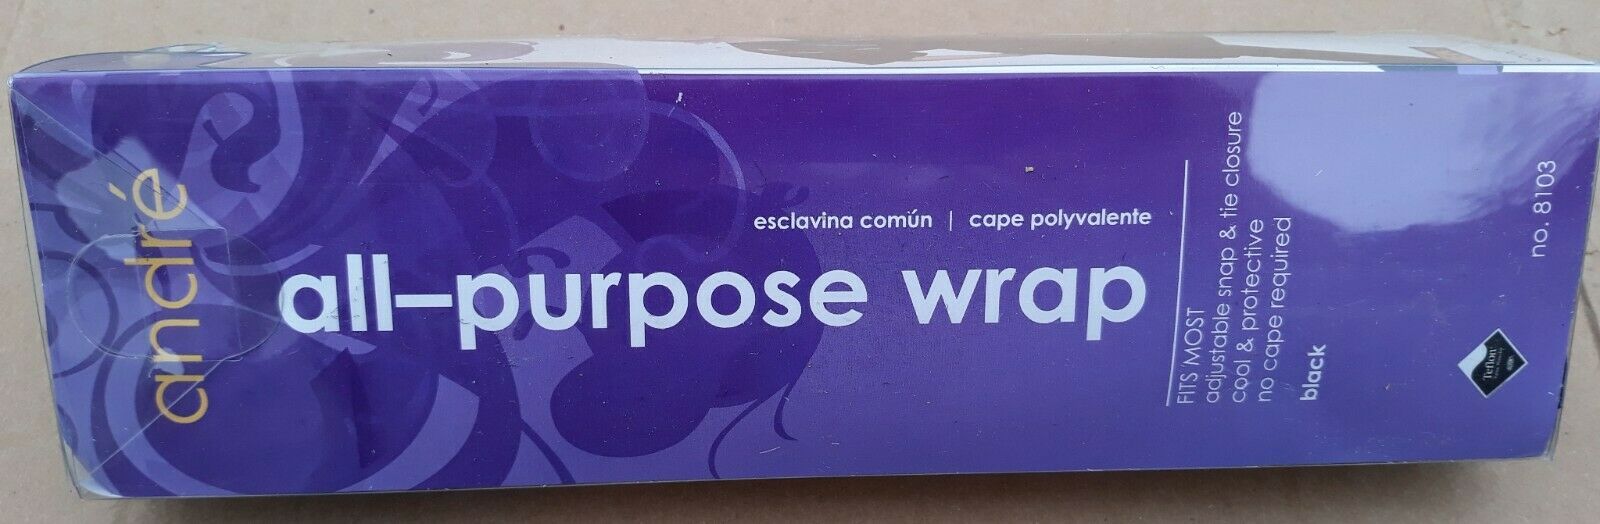 andré
esclavina común | cape polyvalente
all-purpose wrap
FITS MOST
adjustable snap & tie closure
cool & protective
no cape required
black
Teflon
no. 8103